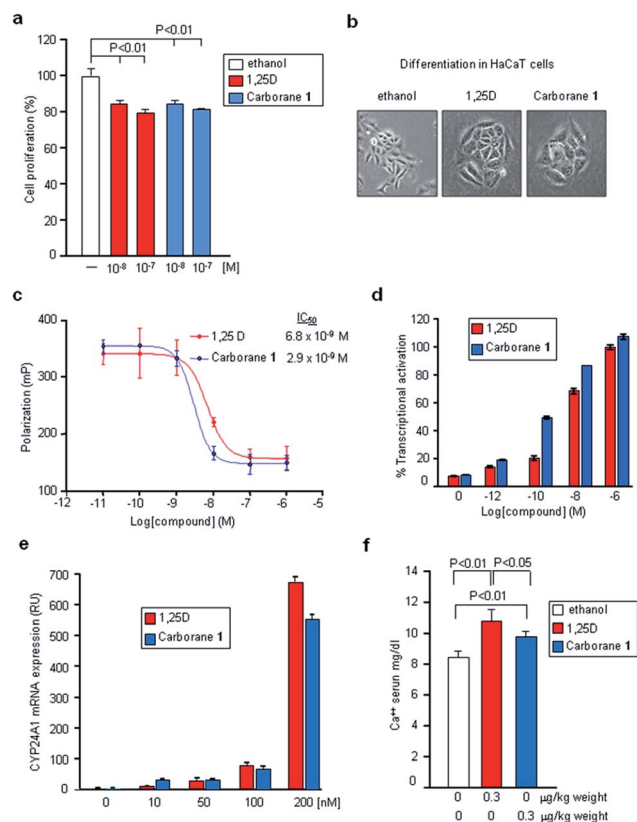 a
P<0.01
P<0.01
120
100
80
60
40
20
0
Cell proliferation (%)
— 10-8 10-7 10-8 10-7 [M]
ethanol
1,25D
Carborane 1
b
Differentiation in HaCaT cells
ethanol 1,25D Carborane 1
c
IC50
1,25 D 6.8 x 10-9 M
Carborane 1 2.9 x 10-9 M
400
300
200
100
Polarization (mP)
-12 -11 -10 -9 -8 -7 -6 -5
Log[compound] (M)
d
1,25D
Carborane 1
120
100
80
60
40
20
0
% Transcriptional activation
0 -12 -10 -8 -6
Log[compound] (M)
e
700
600
500
400
300
200
100
0
CYP24A1 mRNA expression (RU)
1,25D
Carborane 1
0 10 50 100 200 [nM]
f
P<0.01 P<0.05
P<0.01
14
12
10
8
6
4
2
0
Ca++ serun mg/dl
ethanol
1,25D
Carborane 1
0 0.3 0 µg/kg weight
0 0 0.3 µg/kg weight